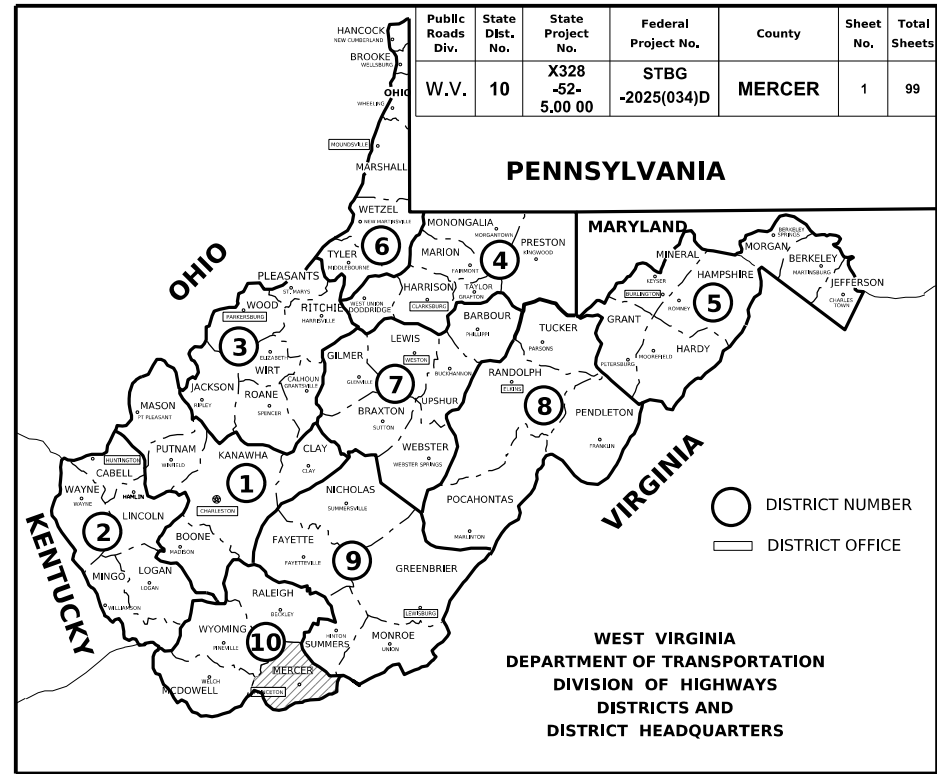 Public Roads Div.
State Dist. No.
State Project No.
Federal Project No.
County
Sheet No.
Total Sheets
W.V.
10
X328 -52- 5.00 00
STBG -2025(034)D
MERCER
1
99
PENNSYLVANIA
HANCOCK
NEW CUMBERLAND
BROOKE
WELLSBURG
OHIO
WHEELING
MOUNDSVILLE
MARSHALL
WETZEL
NEW MARTINSVILLE
6
TYLER
MIDDLEBOURNE
MONONGALIA
MORGANTOWN
MARION
FAIRMONT
4
PRESTON
KINGWOOD
TAYLOR
GRAFTON
HARRISON
CLARKSBURG
WEST UNION
DODDRIDGE
MARYLAND
MINERAL
KEYSER
BURLINGTON
HAMPSHIRE
ROMNEY
5
GRANT
PETERSBURG
MOOREFIELD
HARDY
MORGAN
BERKELEY SPRINGS
BERKELEY
MARTINSBURG
JEFFERSON
CHARLES TOWN
OHIO
PLEASANTS
ST. MARYS
WOOD
PARKERSBURG
RITCHIE
HARRISVILLE
3
ELIZABETH
WIRT
CALHOUN
GRANTSVILLE
JACKSON
RIPLEY
ROANE
SPENCER
BARBOUR
PHILIPPI
LEWIS
WESTON
GILMER
GLENVILLE
7
BUCKHANNON
UPSHUR
BRAXTON
SUTTON
WEBSTER
WEBSTER SPRINGS
TUCKER
PARSONS
RANDOLPH
ELKINS
8
PENDLETON
FRANKLIN
POCAHONTAS
MARLINTON
VIRGINIA
MASON
PT PLEASANT
PUTNAM
WINFIELD
KANAWHA
1
CHARLESTON
CLAY
CLAY
BOONE
MADISON
HUNTINGTON
CABELL
WAYNE
WAYNE
HAMLIN
LINCOLN
2
MINGO
LOGAN
LOGAN
WILLIAMSON
KENTUCKY
NICHOLAS
SUMMERSVILLE
FAYETTE
FAYETTEVILLE
9
GREENBRIER
LEWISBURG
MONROE
UNION
HINTON
SUMMERS
RALEIGH
BECKLEY
WYOMING
PINEVILLE
10
MERCER
PRINCETON
WELCH
MCDOWELL
DISTRICT NUMBER
DISTRICT OFFICE
WEST VIRGINIA
DEPARTMENT OF TRANSPORTATION
DIVISION OF HIGHWAYS
DISTRICTS AND
DISTRICT HEADQUARTERS